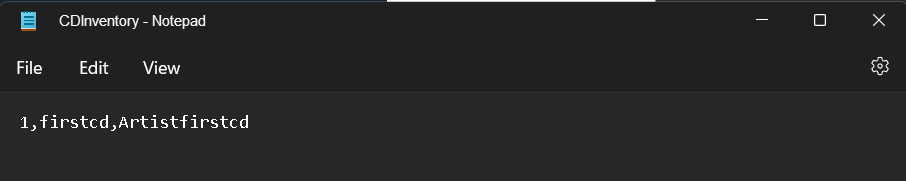 CDInventory - Notepad
File Edit View
1,firstcd,Artistfirstcd